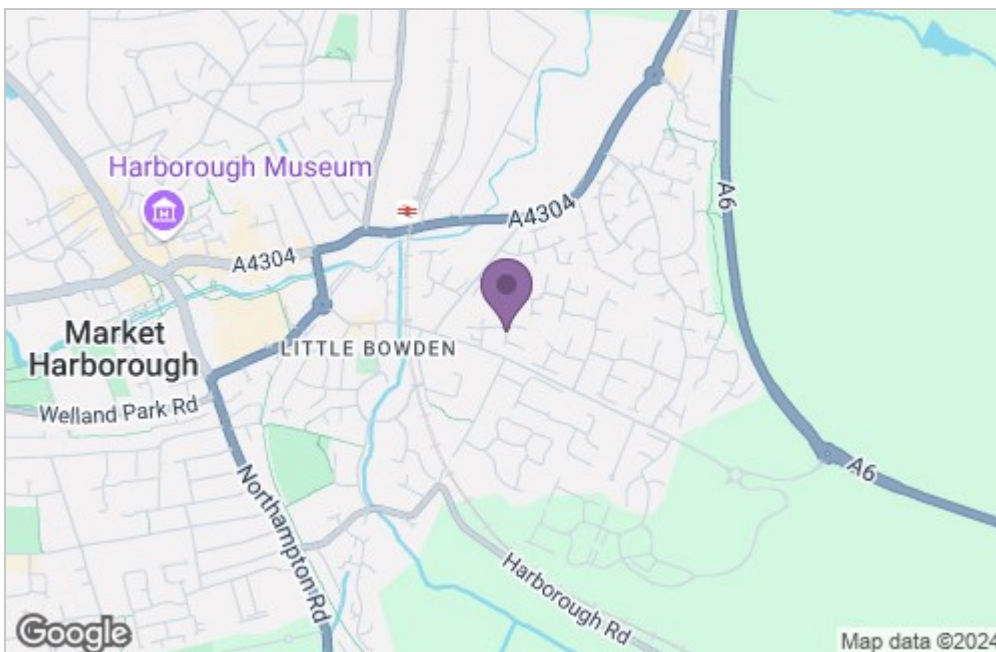 Harborough Museum
A6
A4304
A4304
Market
Harborough
LITTLE BOWDEN
Welland Park Rd
A6
Northampton Rd
Harborough Rd
Google
Map data ©2024